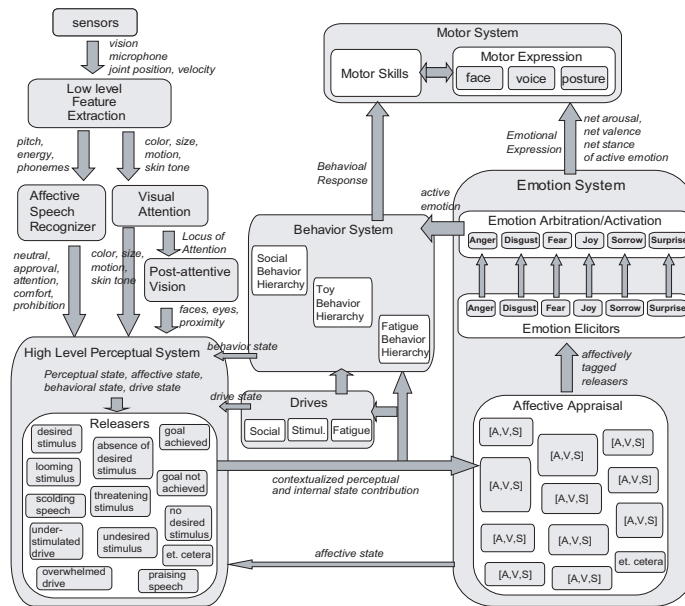 sensors
vision
microphone
joint position, velocity
Low level
Feature
Extraction
pitch,
energy,
phonemes
color, size,
motion,
skin tone
Affective
Speech
Recognizer
Visual
Attention
neutral,
approval,
attention,
comfort,
prohibition
color, size,
motion,
skin tone
Locus of
Attention
Post-attentive
Vision
faces, eyes,
proximity
High Level Perceptual System
Perceptual state, affective state,
behavioral state, drive state
Releasers
desired
stimulus
absence of
desired
stimulus
goal
achieved
looming
stimulus
goal not
achieved
scolding
speech
threatening
stimulus
no
desired
stimulus
under-
stimulated
drive
undesired
stimulus
et. cetera
overwhelmed
drive
praising
speech
Motor System
Motor Skills
Motor Expression
face
voice
posture
Behavioal
Response
Emotional
Expression
net arousal,
net valence
net stance
of active emotion
active
emotion
Behavior System
Social
Behavior
Hierarchy
Toy
Behavior
Hierarchy
Fatigue
Behavior
Hierarchy
behavior state
drive state
Drives
Social
Stimul.
Fatigue
contextualized perceptual
and internal state contribution
affective state
Emotion System
Emotion Arbitration/Activation
Anger
Disgust
Fear
Joy
Sorrow
Surprise
Anger
Disgust
Fear
Joy
Sorrow
Surprise
Emotion Elicitors
affectively
tagged
releasers
Affective Appraisal
[A,V,S]
[A,V,S]
[A,V,S]
[A,V,S]
[A,V,S]
[A,V,S]
[A,V,S]
[A,V,S]
[A,V,S]
[A,V,S]
et. cetera
[A,V,S]
[A,V,S]
[A,V,S]